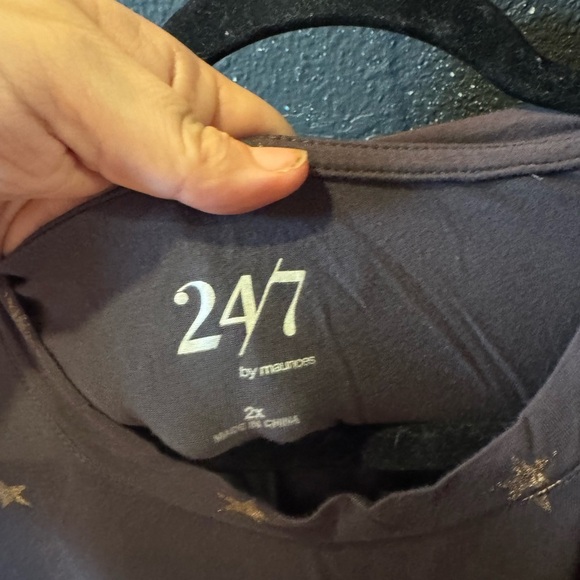 24/7
by maurices
2x
MADE IN CHINA